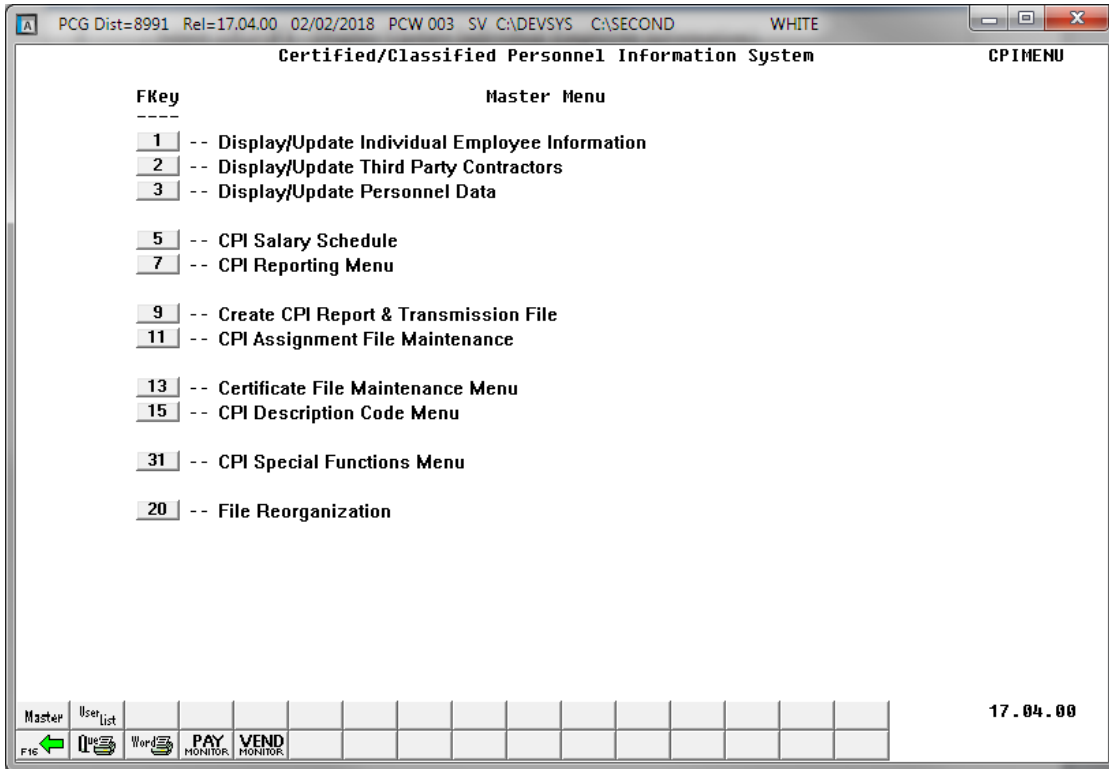 A PCG Dist=8991 Rel=17.04.00 02/02/2018 PCW 003 SV C:\DEVSYS C:\SECOND WHITE
Certified/Classified Personnel Information System CPIMENU
FKey Master Menu
----
1 -- Display/Update Individual Employee Information
2 -- Display/Update Third Party Contractors
3 -- Display/Update Personnel Data
5 -- CPI Salary Schedule
7 -- CPI Reporting Menu
9 -- Create CPI Report & Transmission File
11 -- CPI Assignment File Maintenance
13 -- Certificate File Maintenance Menu
15 -- CPI Description Code Menu
31 -- CPI Special Functions Menu
20 -- File Reorganization
Master User List 17.04.00
F16 Que Word PAY MONITOR VEND MONITOR